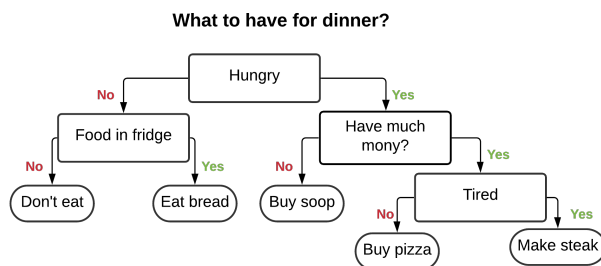 What to have for dinner?
Hungry
No
Yes
Food in fridge
Have much
mony?
No
Yes
No
Yes
Don't eat
Eat bread
Buy soop
Tired
No
Yes
Buy pizza
Make steak